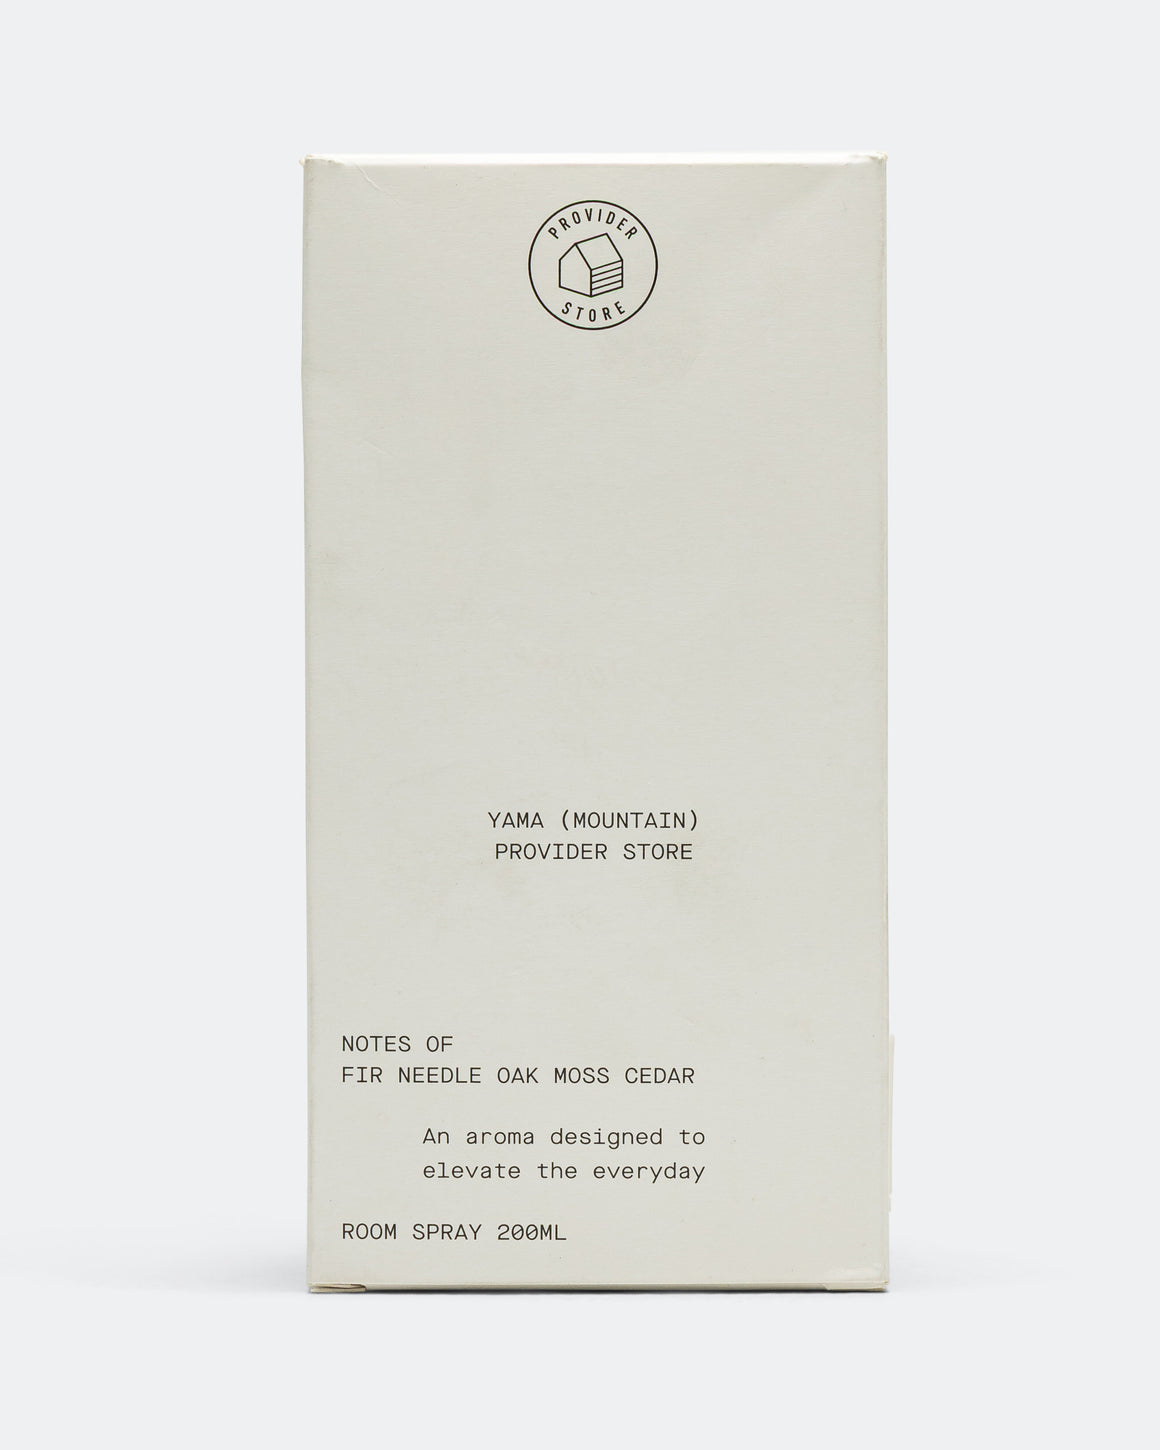 PROVIDER
STORE
YAMA (MOUNTAIN)
PROVIDER STORE
NOTES OF
FIR NEEDLE OAK MOSS CEDAR
An aroma designed to
elevate the everyday
ROOM SPRAY 200ML